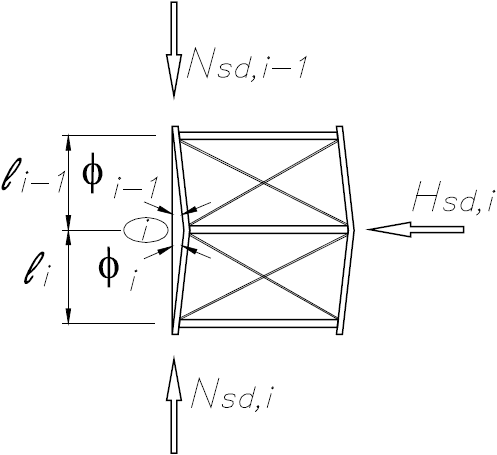 Nsd,i-1
ℓi-1
ϕi-1
Hsd,i
i
ℓi
ϕi
Nsd,i